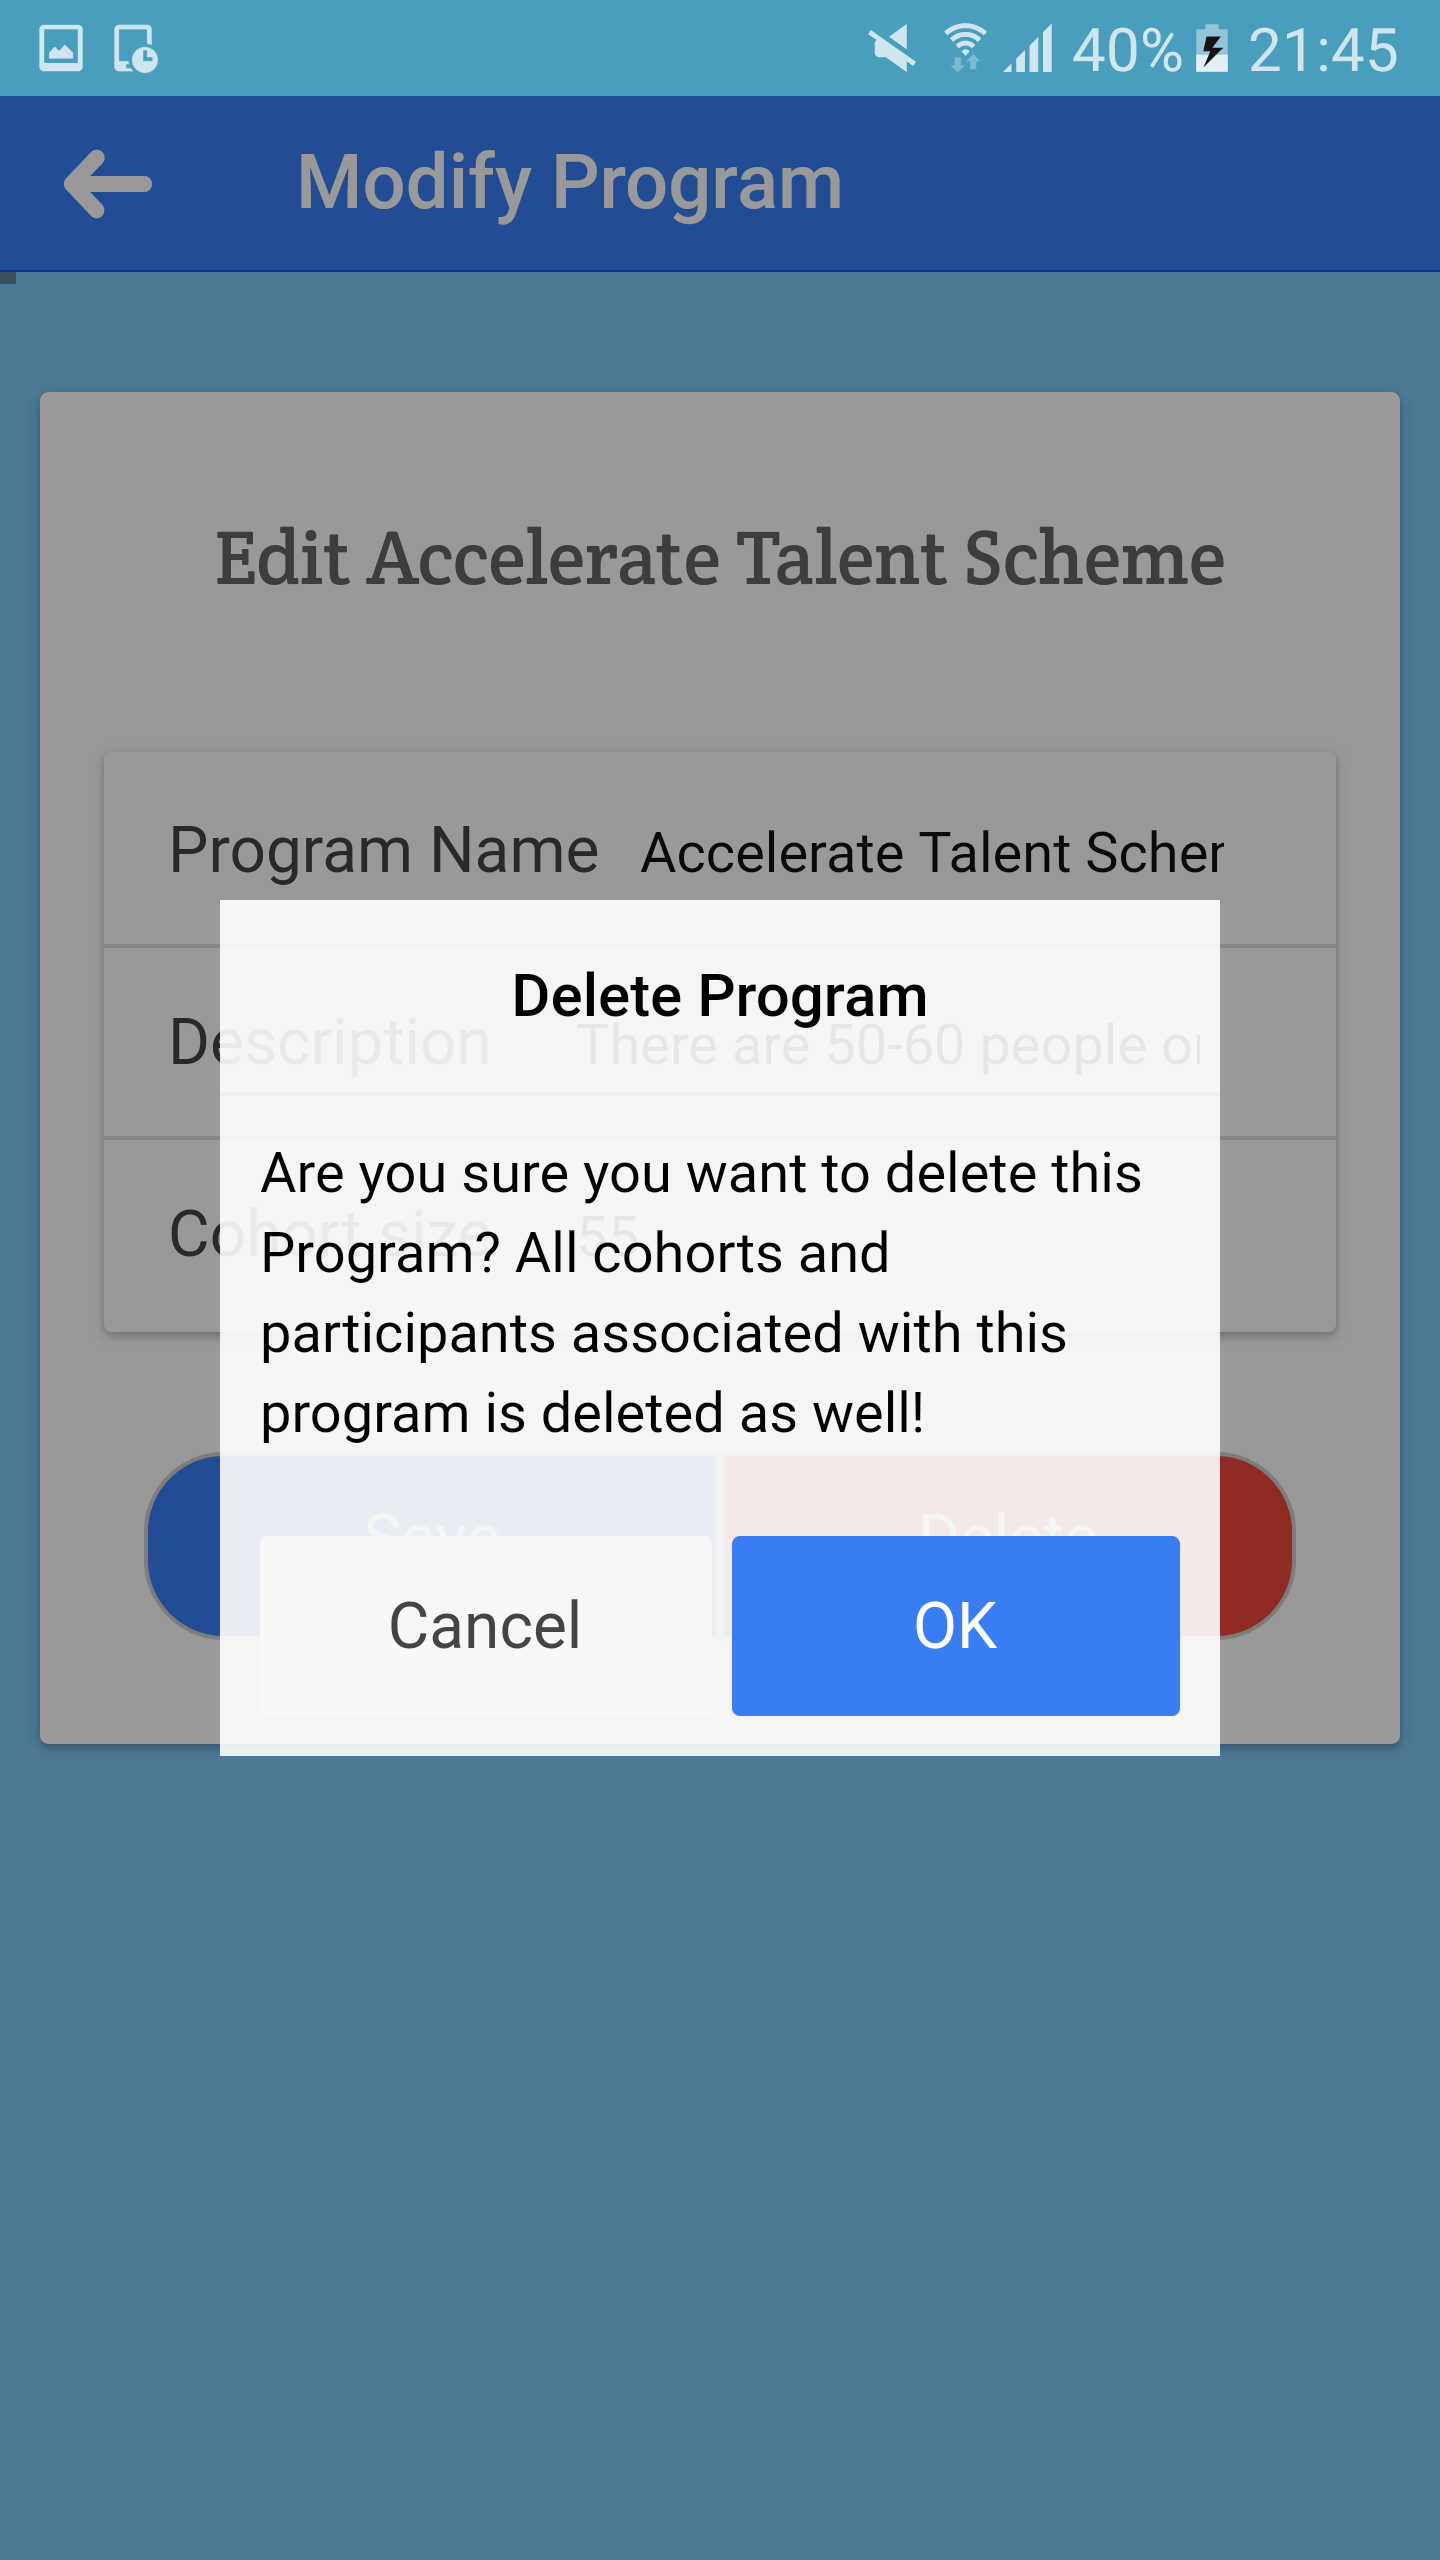 40% 21:45
Modify Program
Edit Accelerate Talent Scheme
Program Name Accelerate Talent Scher
Delete Program
Description There are 50-60 people
Are you sure you want to delete this
Cohort size 55
Program? All cohorts and
participants associated with this
program is deleted as well!
Save Delete
Cancel OK